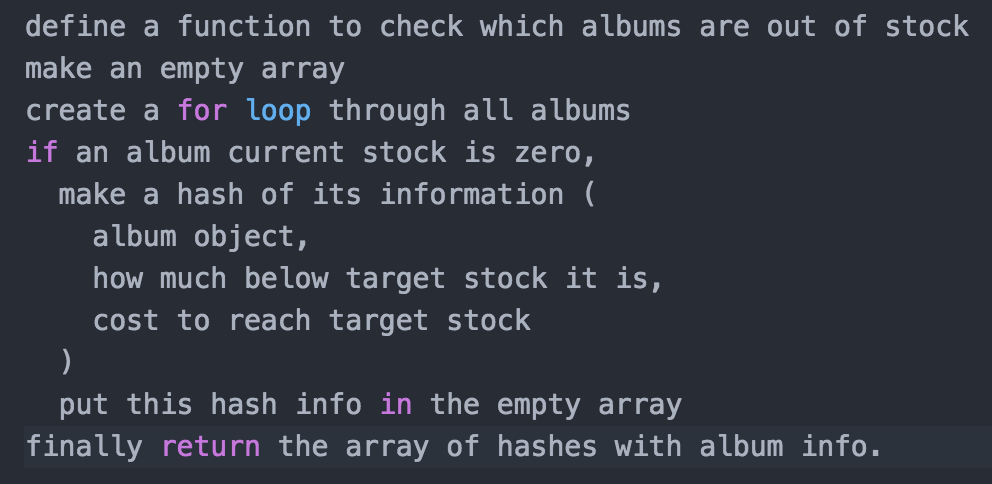 define a function to check which albums are out of stock
make an empty array
create a for loop through all albums
if an album current stock is zero,
  make a hash of its information (
    album object,
    how much below target stock it is,
    cost to reach target stock
  )
  put this hash info in the empty array
finally return the array of hashes with album info.